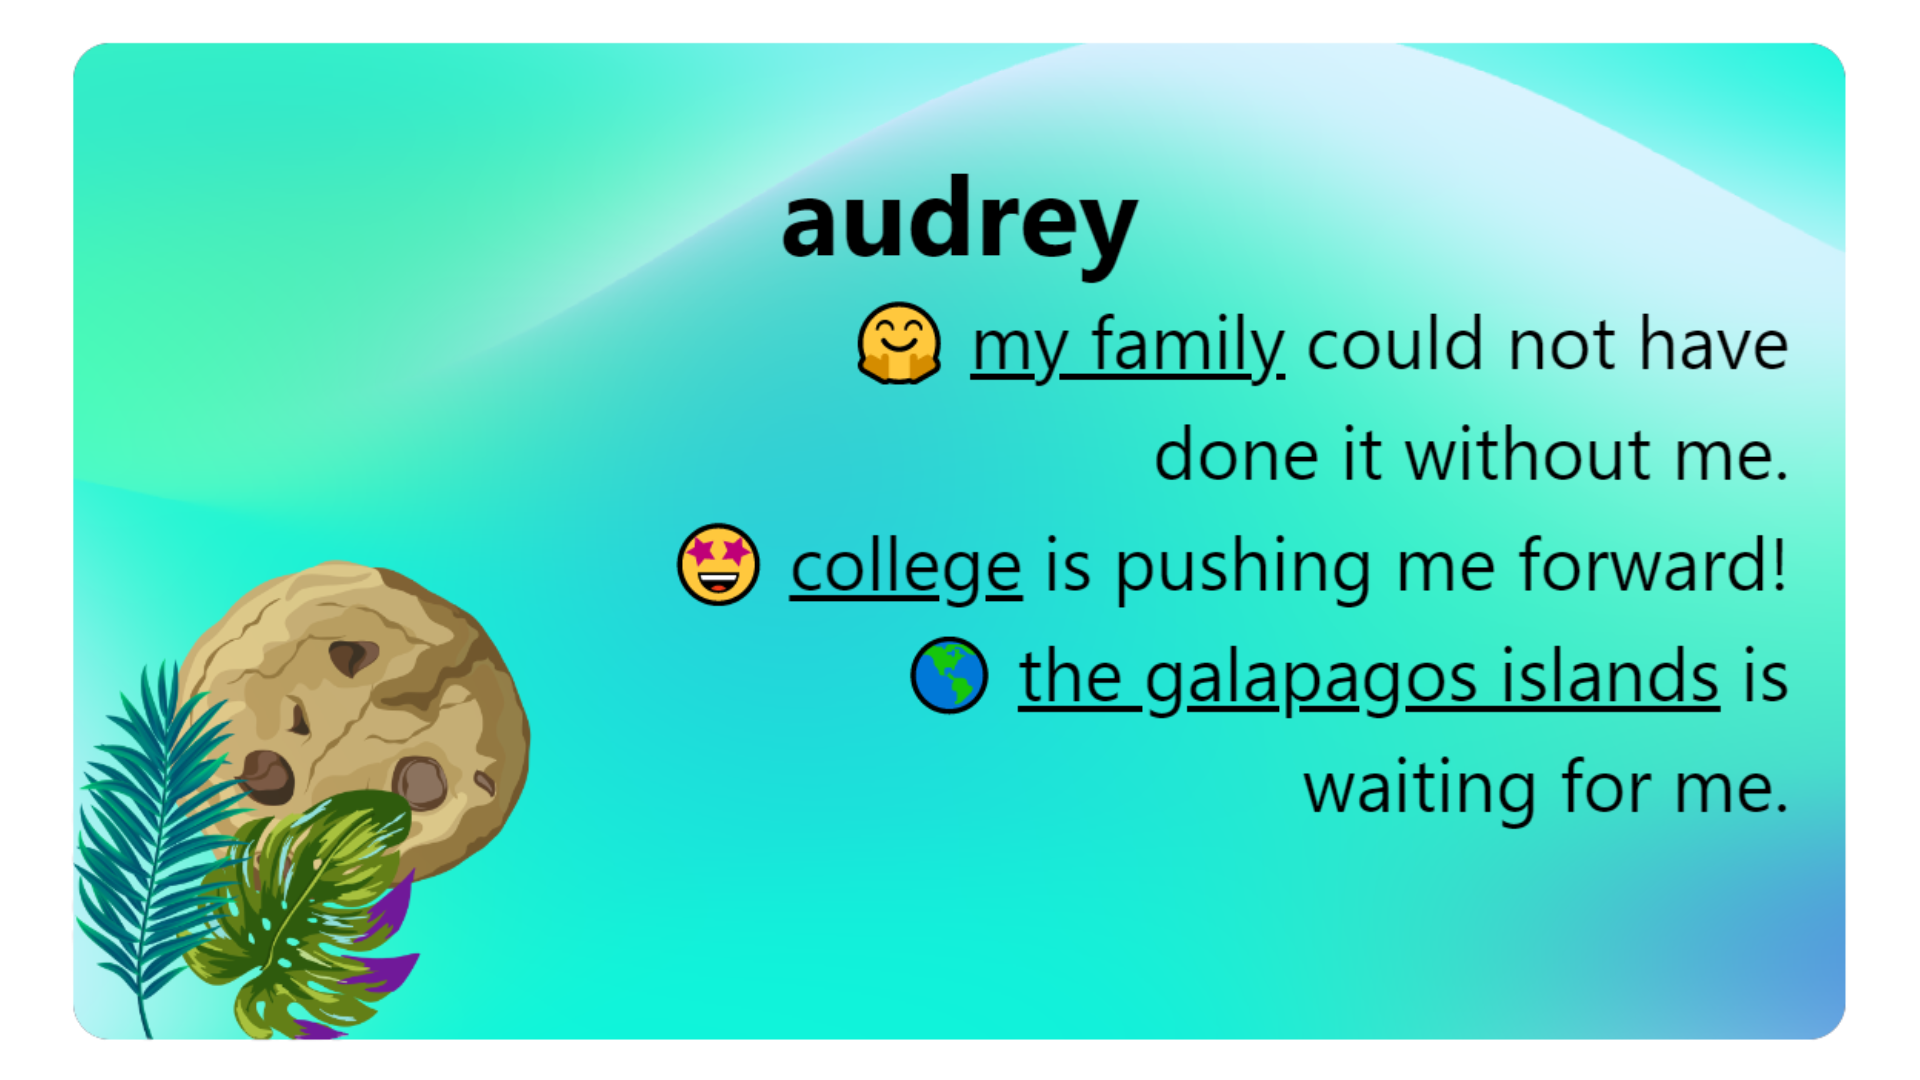 audrey
🤗 my family could not have
done it without me.
🤩 college is pushing me forward!
🌎 the galapagos islands is
waiting for me.